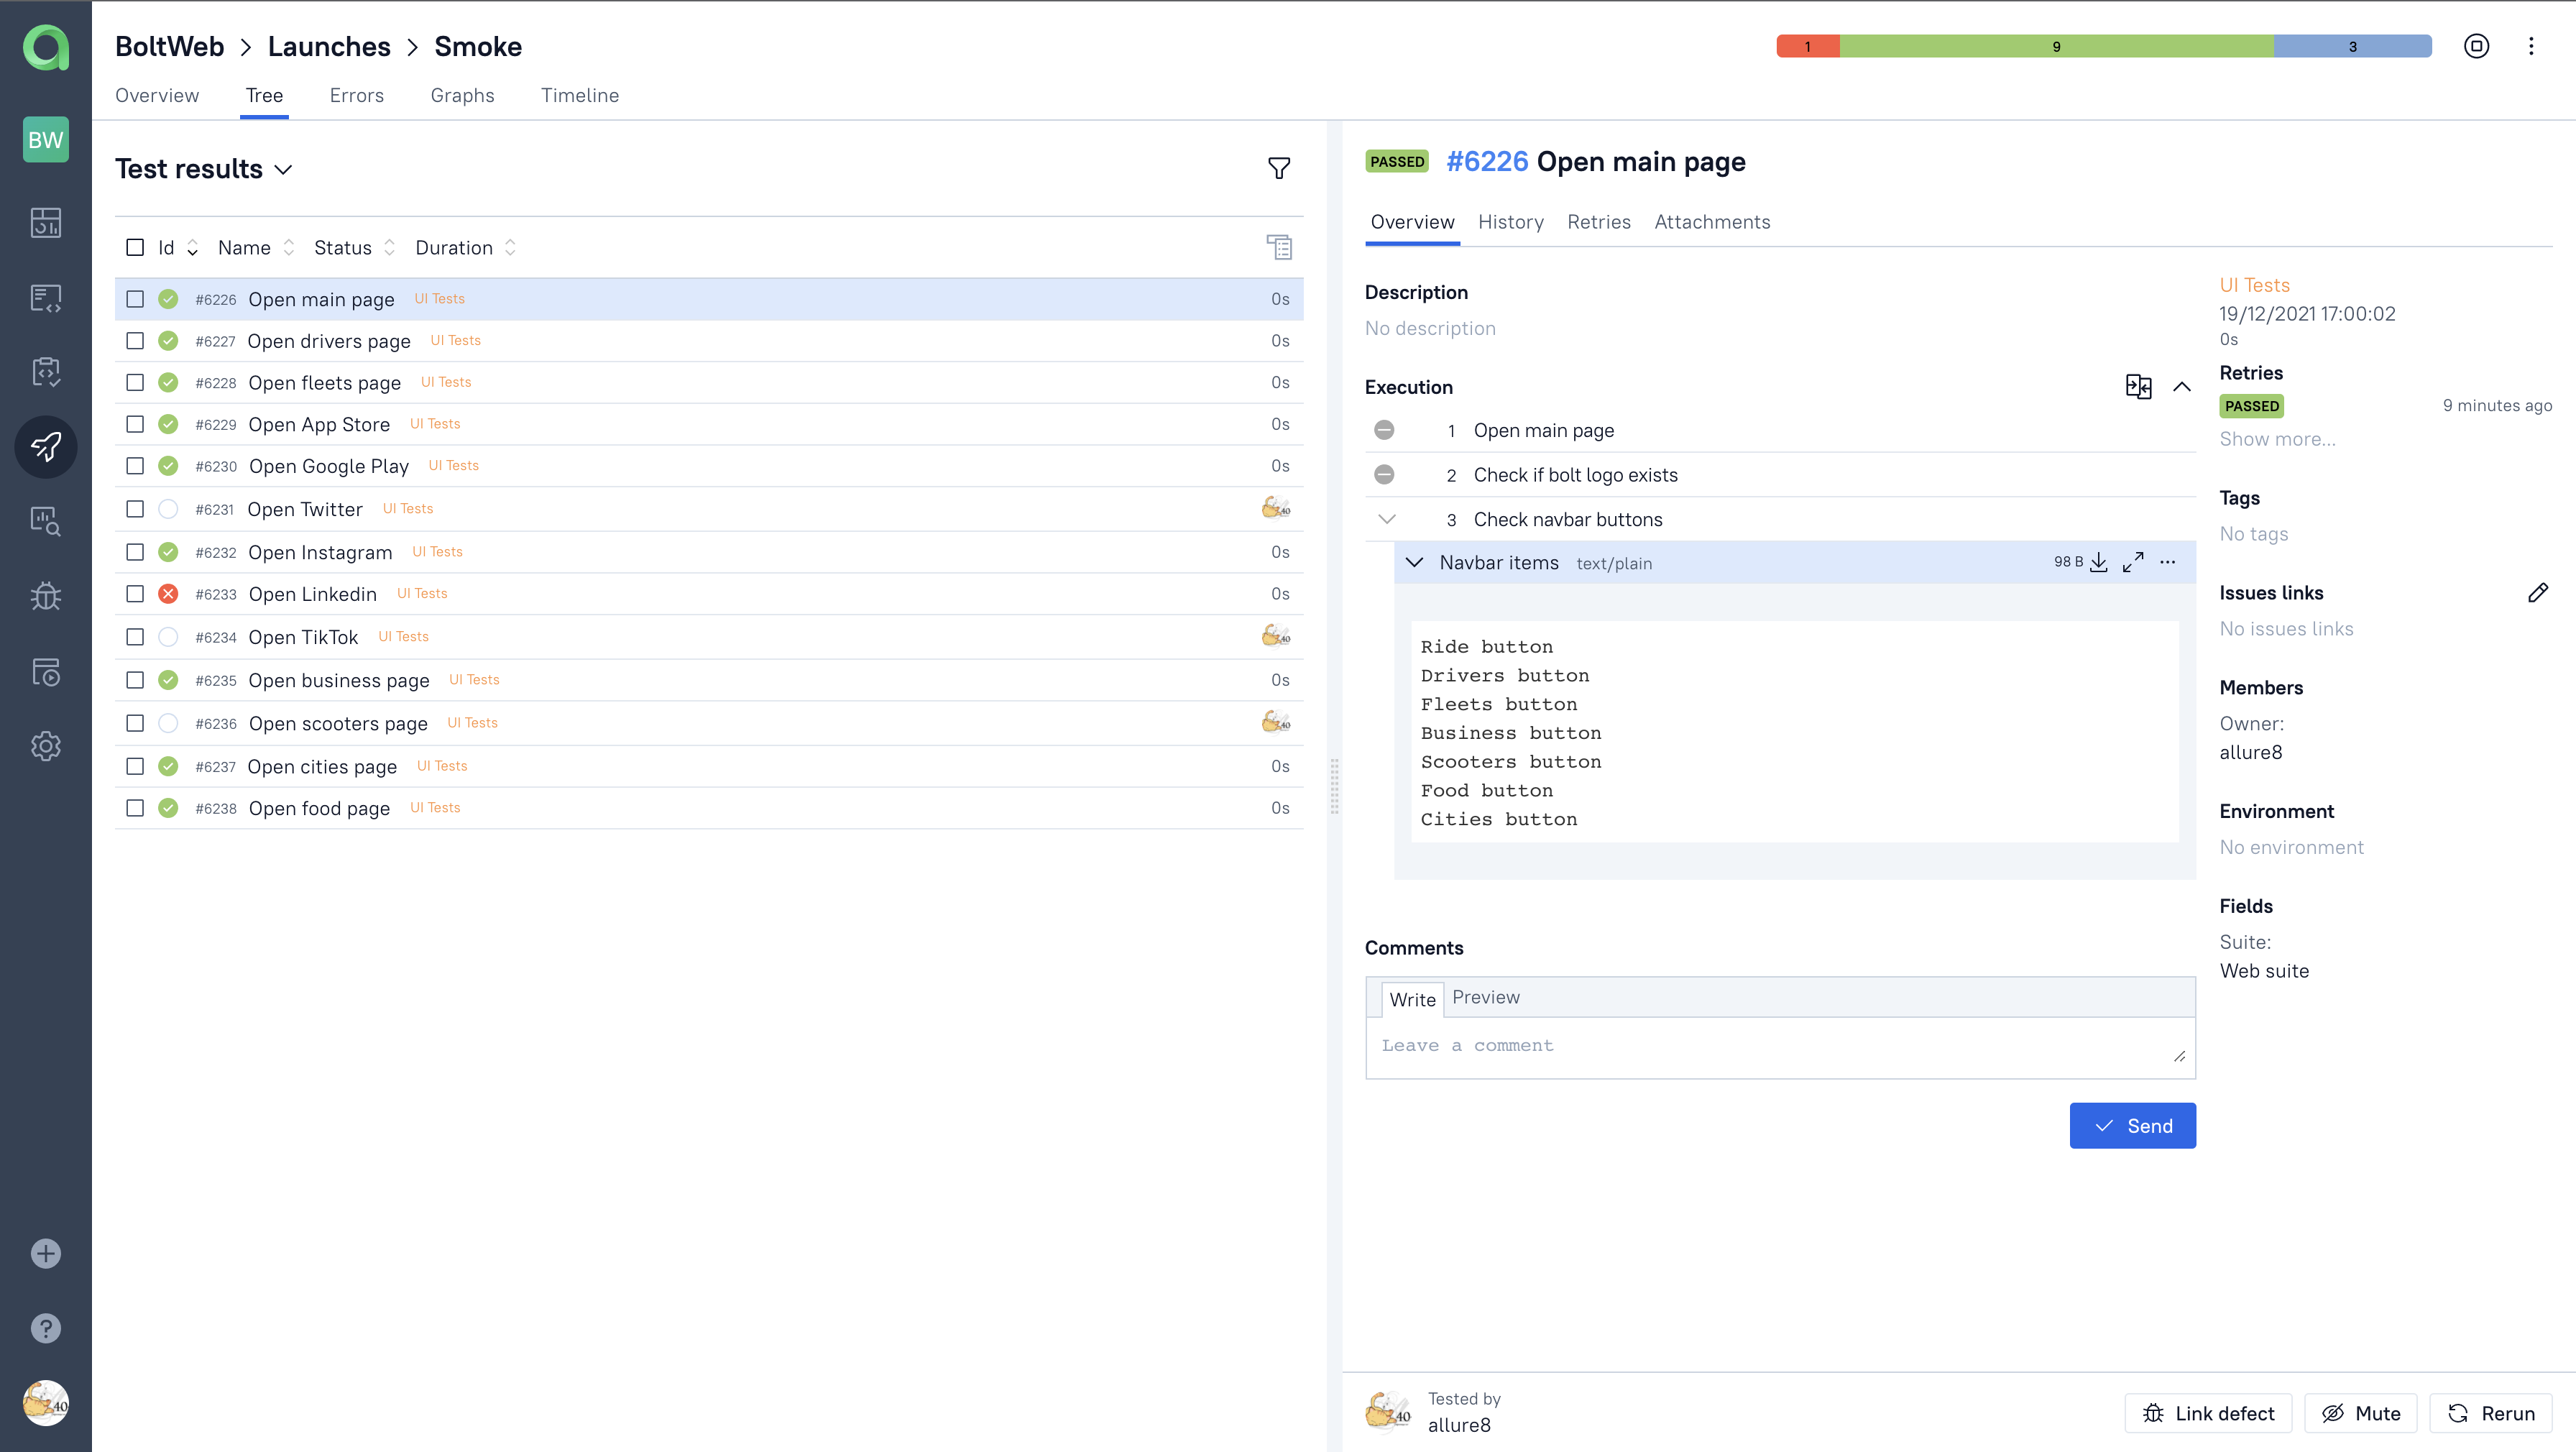 BoltWeb > Launches > Smoke
1 9 3
Overview Tree Errors Graphs Timeline
BW
Test results
Id Name Status Duration
#6226 Open main page UI Tests 0s
#6227 Open drivers page UI Tests 0s
#6228 Open fleets page UI Tests 0s
#6229 Open App Store UI Tests 0s
#6230 Open Google Play UI Tests 0s
#6231 Open Twitter UI Tests
#6232 Open Instagram UI Tests 0s
#6233 Open Linkedin UI Tests 0s
#6234 Open TikTok UI Tests
#6235 Open business page UI Tests 0s
#6236 Open scooters page UI Tests
#6237 Open cities page UI Tests 0s
#6238 Open food page UI Tests 0s
PASSED #6226 Open main page
Overview History Retries Attachments
Description
No description
Execution
1 Open main page
2 Check if bolt logo exists
3 Check navbar buttons
Navbar items text/plain 98 B
Ride button
Drivers button
Fleets button
Business button
Scooters button
Food button
Cities button
Comments
Write Preview
Leave a comment
Send
UI Tests
19/12/2021 17:00:02
0s
Retries
PASSED 9 minutes ago
Show more...
Tags
No tags
Issues links
No issues links
Members
Owner:
allure8
Environment
No environment
Fields
Suite:
Web suite
40
Tested by
allure8
Link defect Mute Rerun